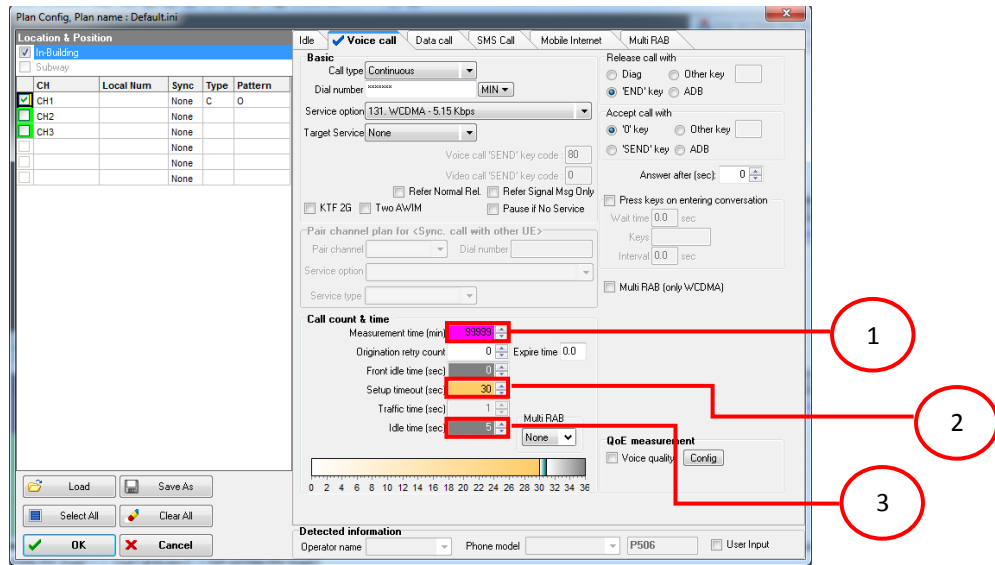 Plan Config, Plan name : Default.ini
Location & Position
In-Building
Subway
CH Local Num Sync Type Pattern
CH1 None C O
CH2 None
CH3 None
None
None
None
Load Save As
Select All Clear All
OK Cancel
Idle Voice call Data call SMS Call Mobile Internet Multi RAB
Basic
Call type Continuous
Dial number ******** MIN
Service option 131. WCDMA - 5.15 Kbps
Target Service None
Voice call 'SEND' key code : 80
Video call 'SEND' key code : 0
Refer Normal Rel. Refer Signal Msg Only
KTF 2G Two AWIM Pause if No Service
Pair channel plan for <Sync. call with other UE>
Pair channel Dial number
Service option
Service type
Call count & time
Measurement time (min) 99999
Origination retry count 0 Expire time 0.0
Front idle time (sec) 0
Setup timeout (sec) 30
Traffic time (sec) 1
Idle time (sec) 5
Multi RAB
None
0 2 4 6 8 10 12 14 16 18 20 22 24 26 28 30 32 34 36
Release call with
Diag Other key
'END' key ADB
Accept call with
'0' key Other key
'SEND' key ADB
Answer after (sec): 0
Press keys on entering conversation
Wait time 0.0 sec
Keys
Interval 0.0 sec
Multi RAB (only WCDMA)
QoE measurement
Voice quality Config
Detected information
Operator name Phone model P506 User Input
1
2
3